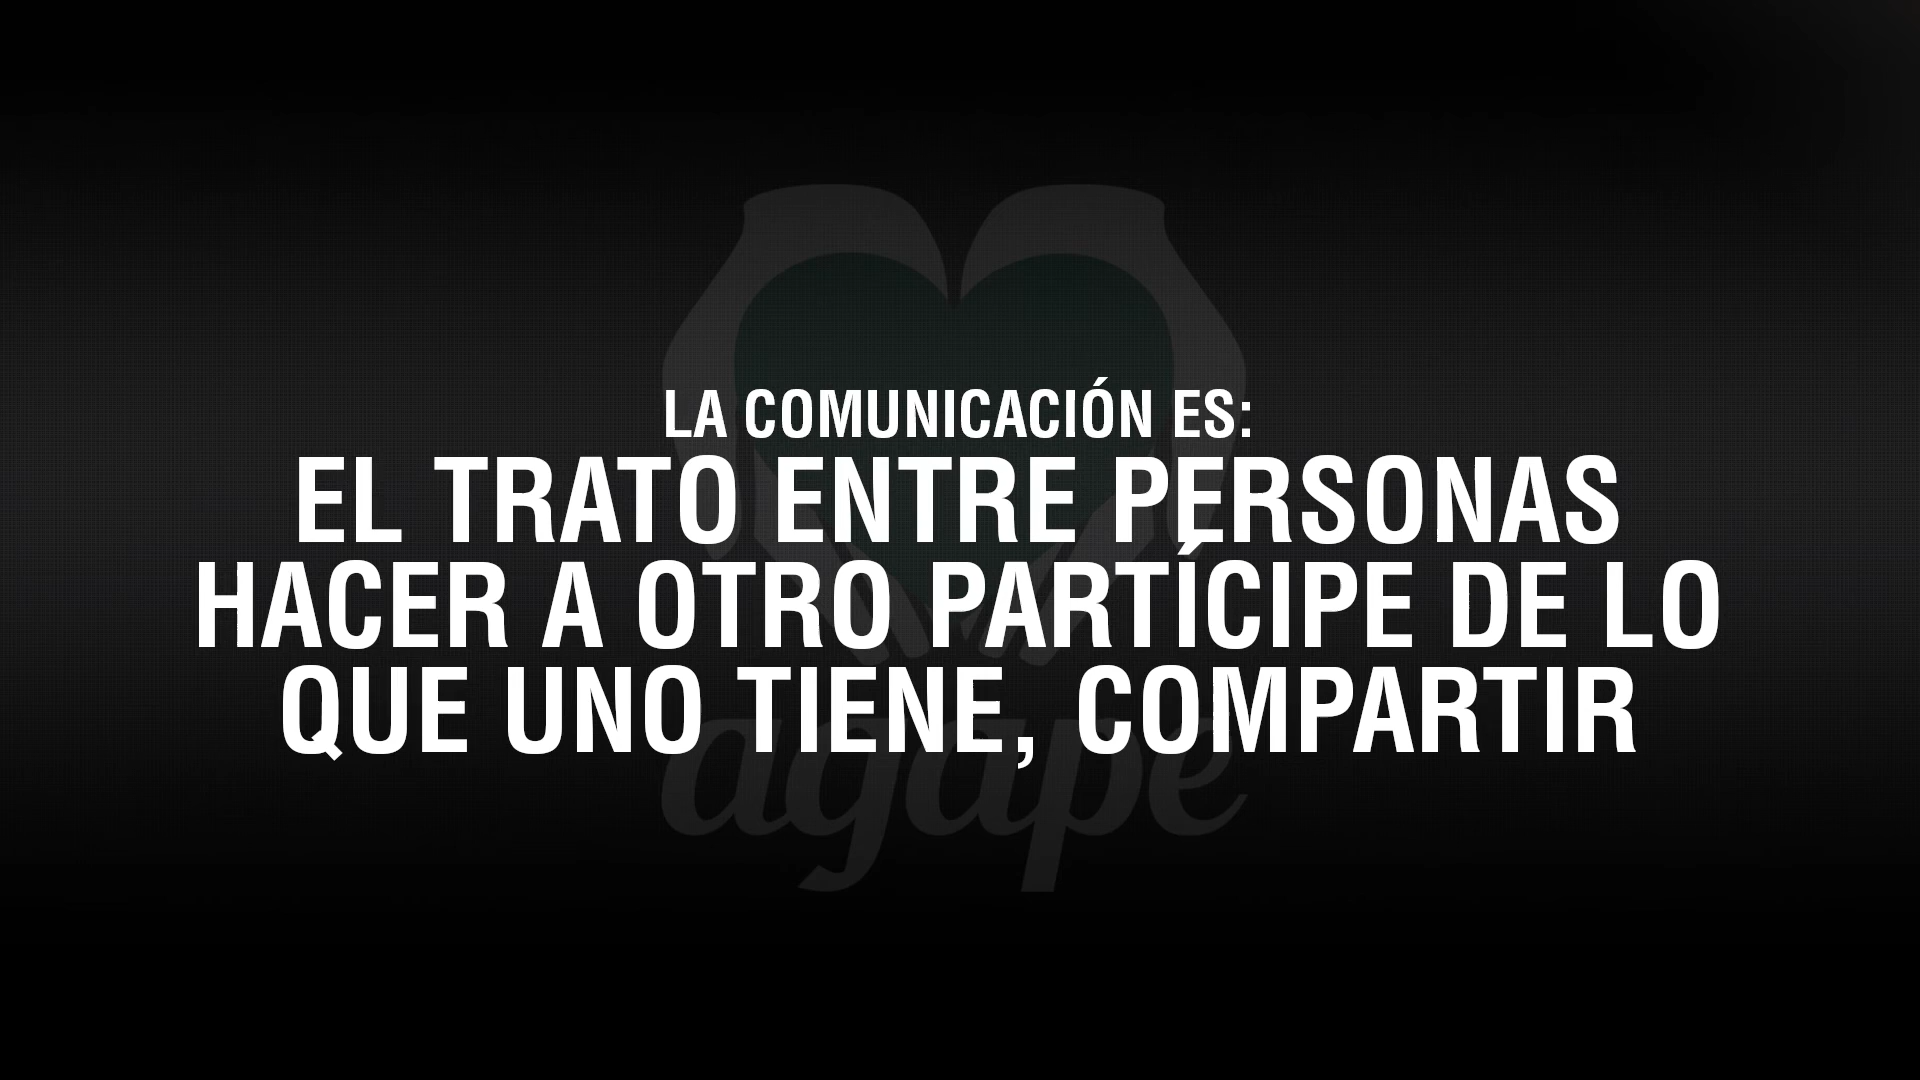 LA COMUNICACIÓN ES:
EL TRATO ENTRE PERSONAS
HACER A OTRO PARTÍCIPE DE LO
QUE UNO TIENE, COMPARTIR
agape